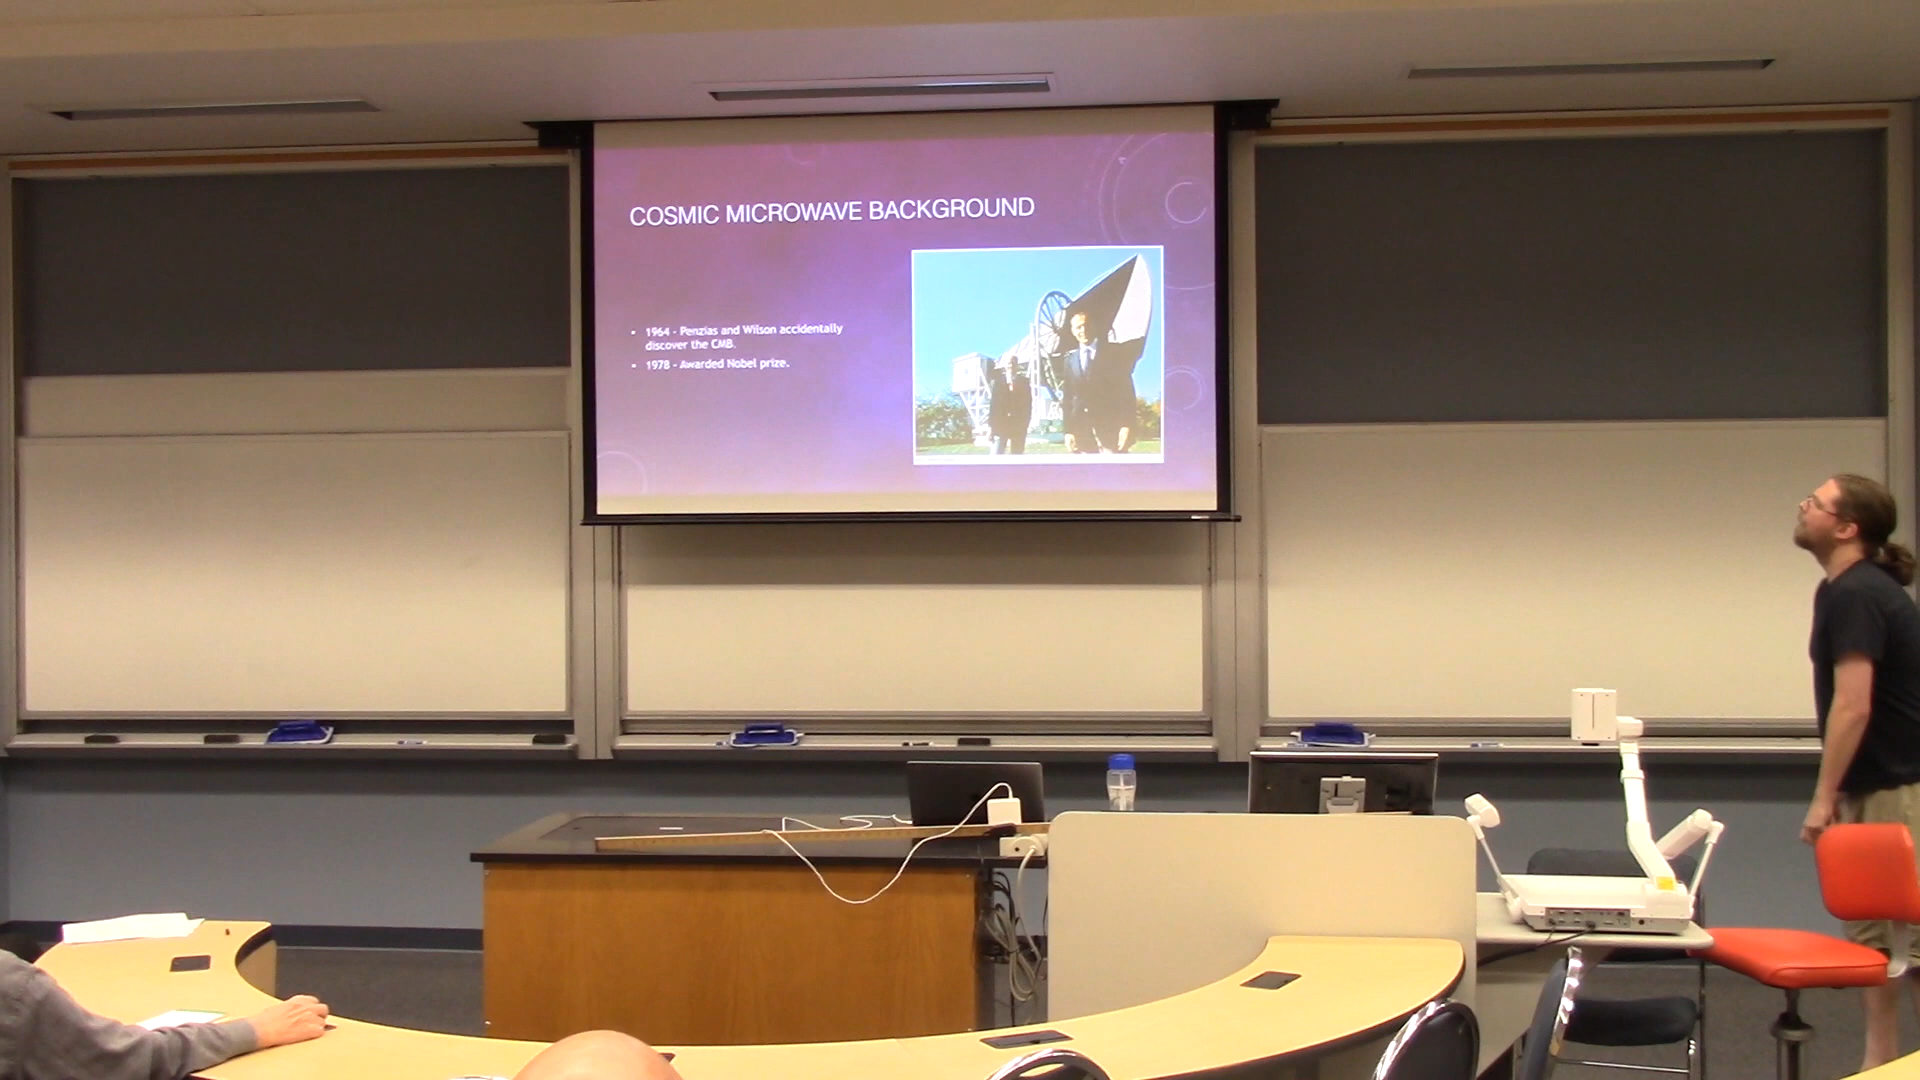 COSMIC MICROWAVE BACKGROUND
1964 - Penzias and Wilson accidentally
discover the CMB.
1978 - Awarded Nobel prize.